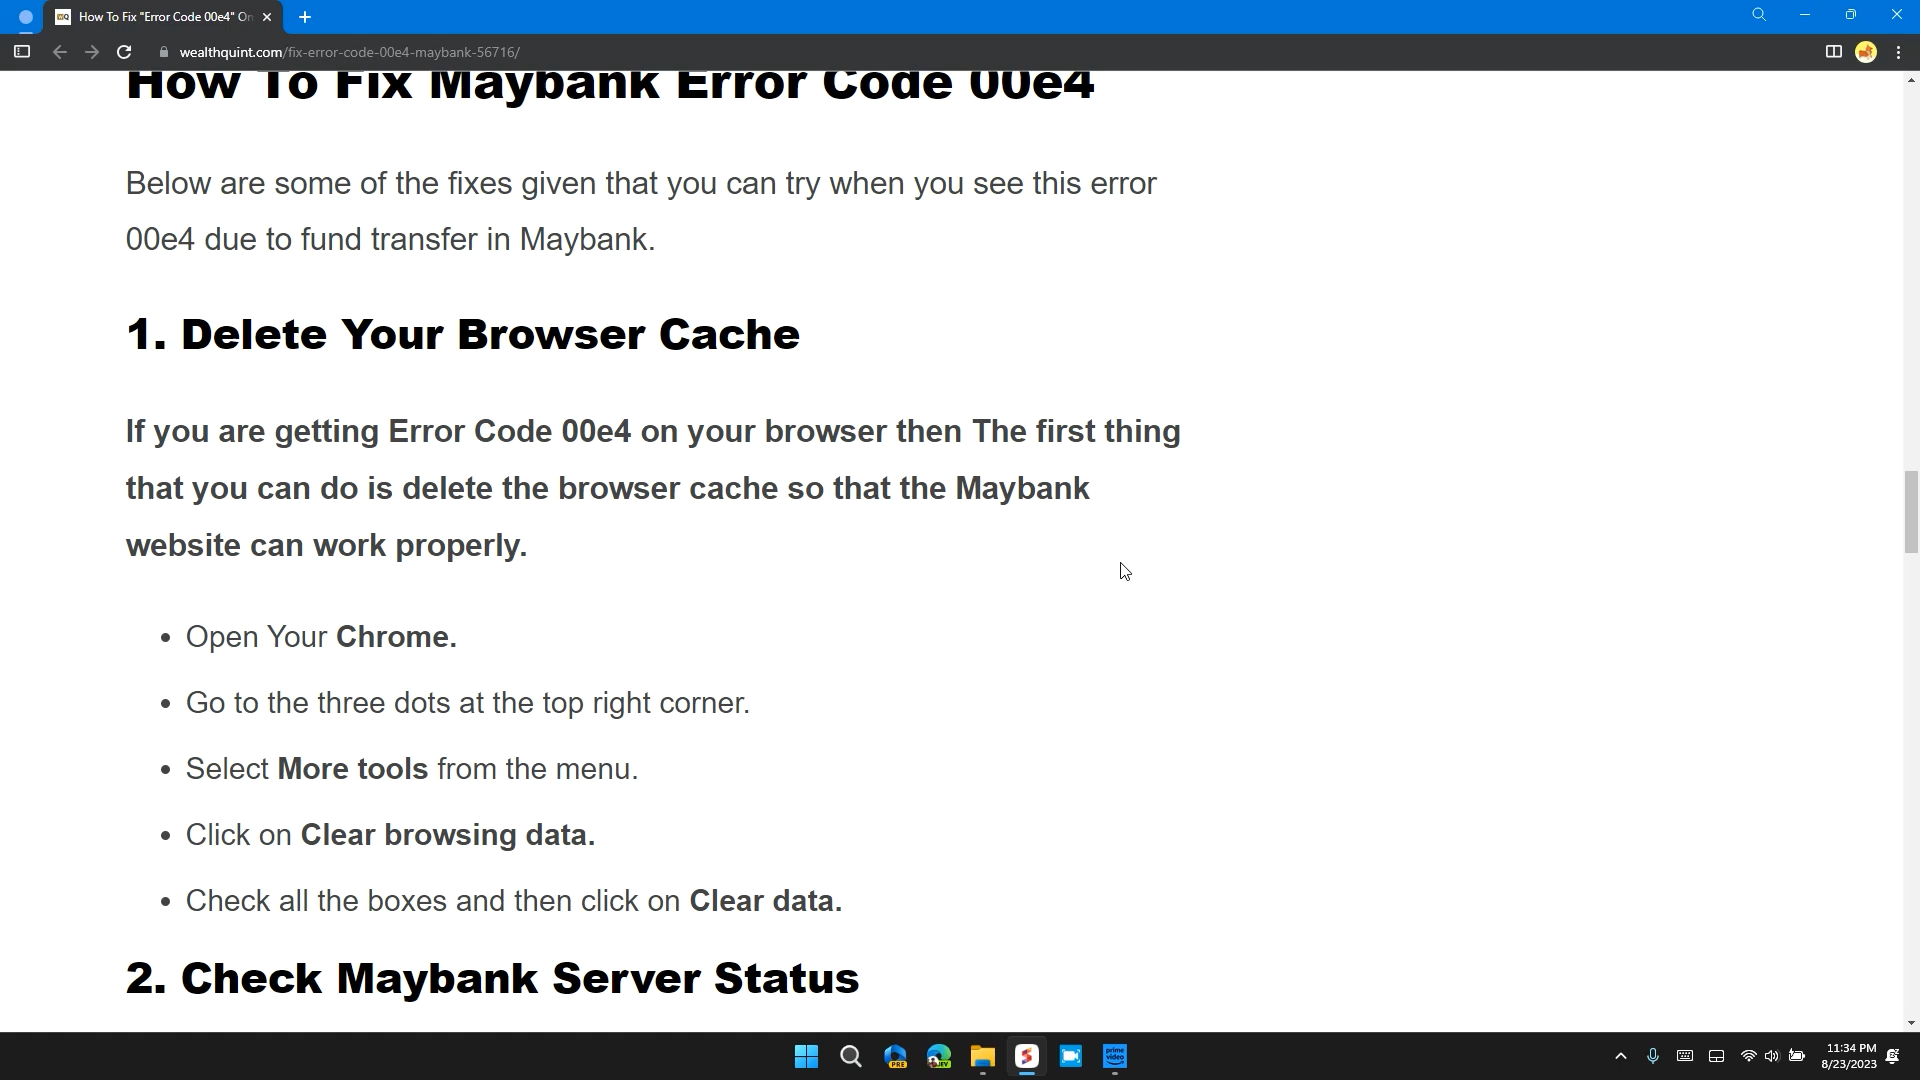 How To Fix "Error Code 00e4" On
wealthquint.com/fix-error-code-00e4-maybank-56716/
How To Fix Maybank Error Code 00e4
Below are some of the fixes given that you can try when you see this error
00e4 due to fund transfer in Maybank.
1. Delete Your Browser Cache
If you are getting Error Code 00e4 on your browser then The first thing
that you can do is delete the browser cache so that the Maybank
website can work properly.
• Open Your Chrome.
• Go to the three dots at the top right corner.
• Select More tools from the menu.
• Click on Clear browsing data.
• Check all the boxes and then click on Clear data.
2. Check Maybank Server Status
PRE
DEV
prime
video
11:34 PM
8/23/2023